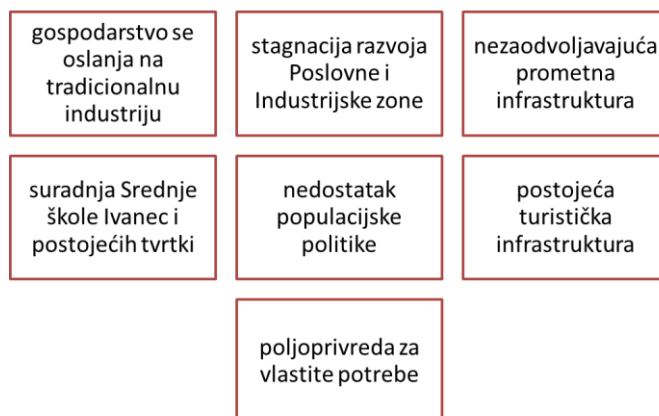 gospodarstvo se
oslanja na
tradicionalnu
industriju
stagnacija razvoja
Poslovne i
Industrijske zone
nezaodvoljavajuća
prometna
infrastruktura
suradnja Srednje
škole Ivanec i
postojećih tvrtki
nedostatak
populacijske
politike
postojeća
turistička
infrastruktura
poljoprivreda za
vlastite potrebe